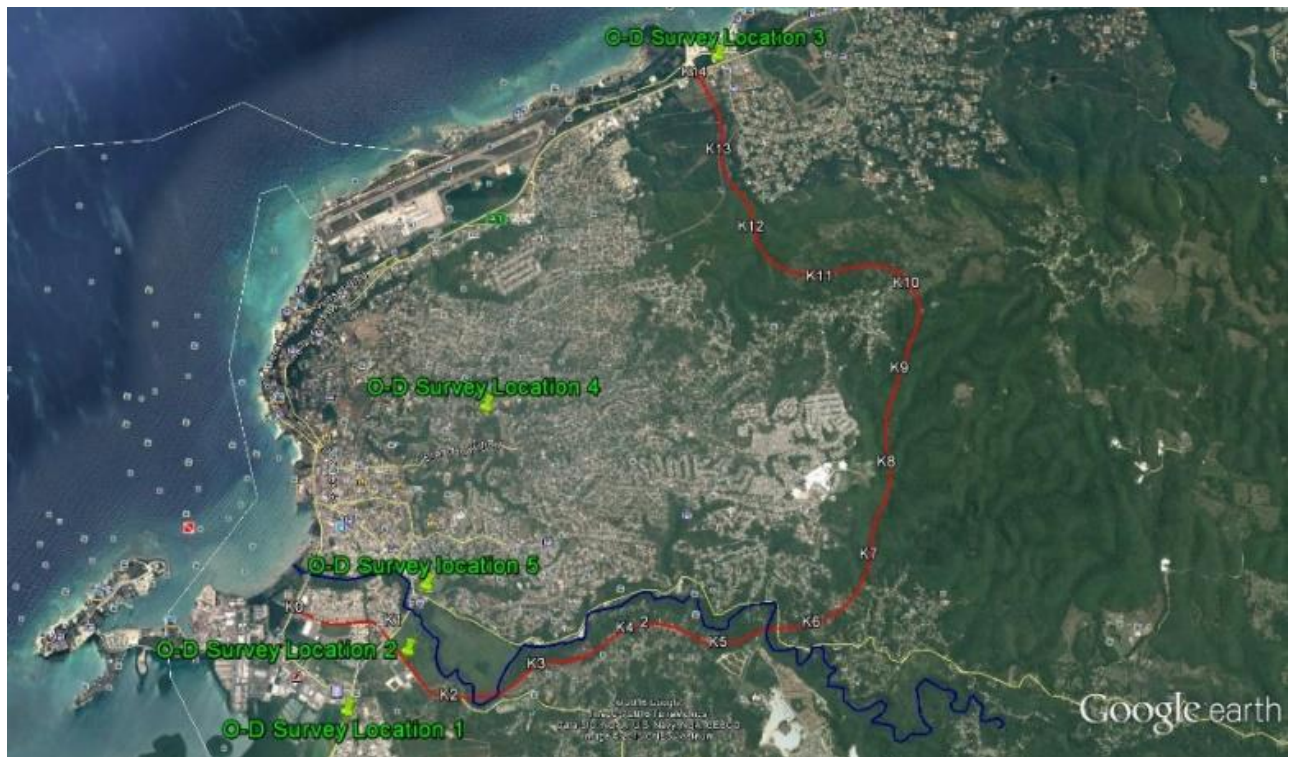 O-D Survey Location 3
K14
K13
K12
K11
K10
K9
O-D Survey Location 4
K8
K7
O-D Survey location 5
K0
K1
K4
2
K6
K5
O-D Survey Location 2
K3
K2
O-D Survey Location 1
Google earth